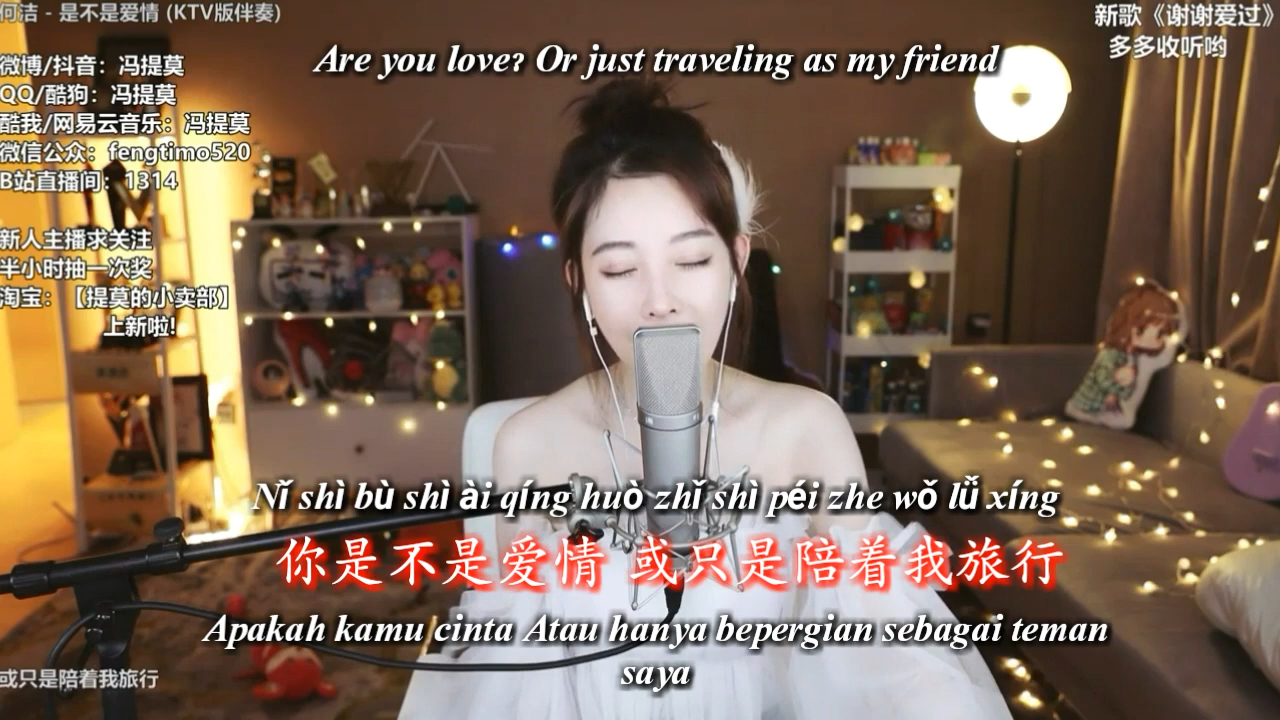 何洁 - 是不是爱情 (KTV版伴奏)
新歌《谢谢爱过》
多多收听哟
Are you love? Or just traveling as my friend
微博/抖音：冯提莫
QQ/酷狗：冯提莫
酷我/网易云音乐：冯提莫
微信公众：fengtimo520
B站直播间：1314
新人主播求关注
半小时抽一次奖
淘宝：【提莫的小卖部】
上新啦!
Nǐ shì bù shì ài qíng huò zhǐ shì péi zhe wǒ lǚ xíng
你是不是爱情 或只是陪着我旅行
Apakah kamu cinta Atau hanya bepergian sebagai teman
saya
或只是陪着我旅行